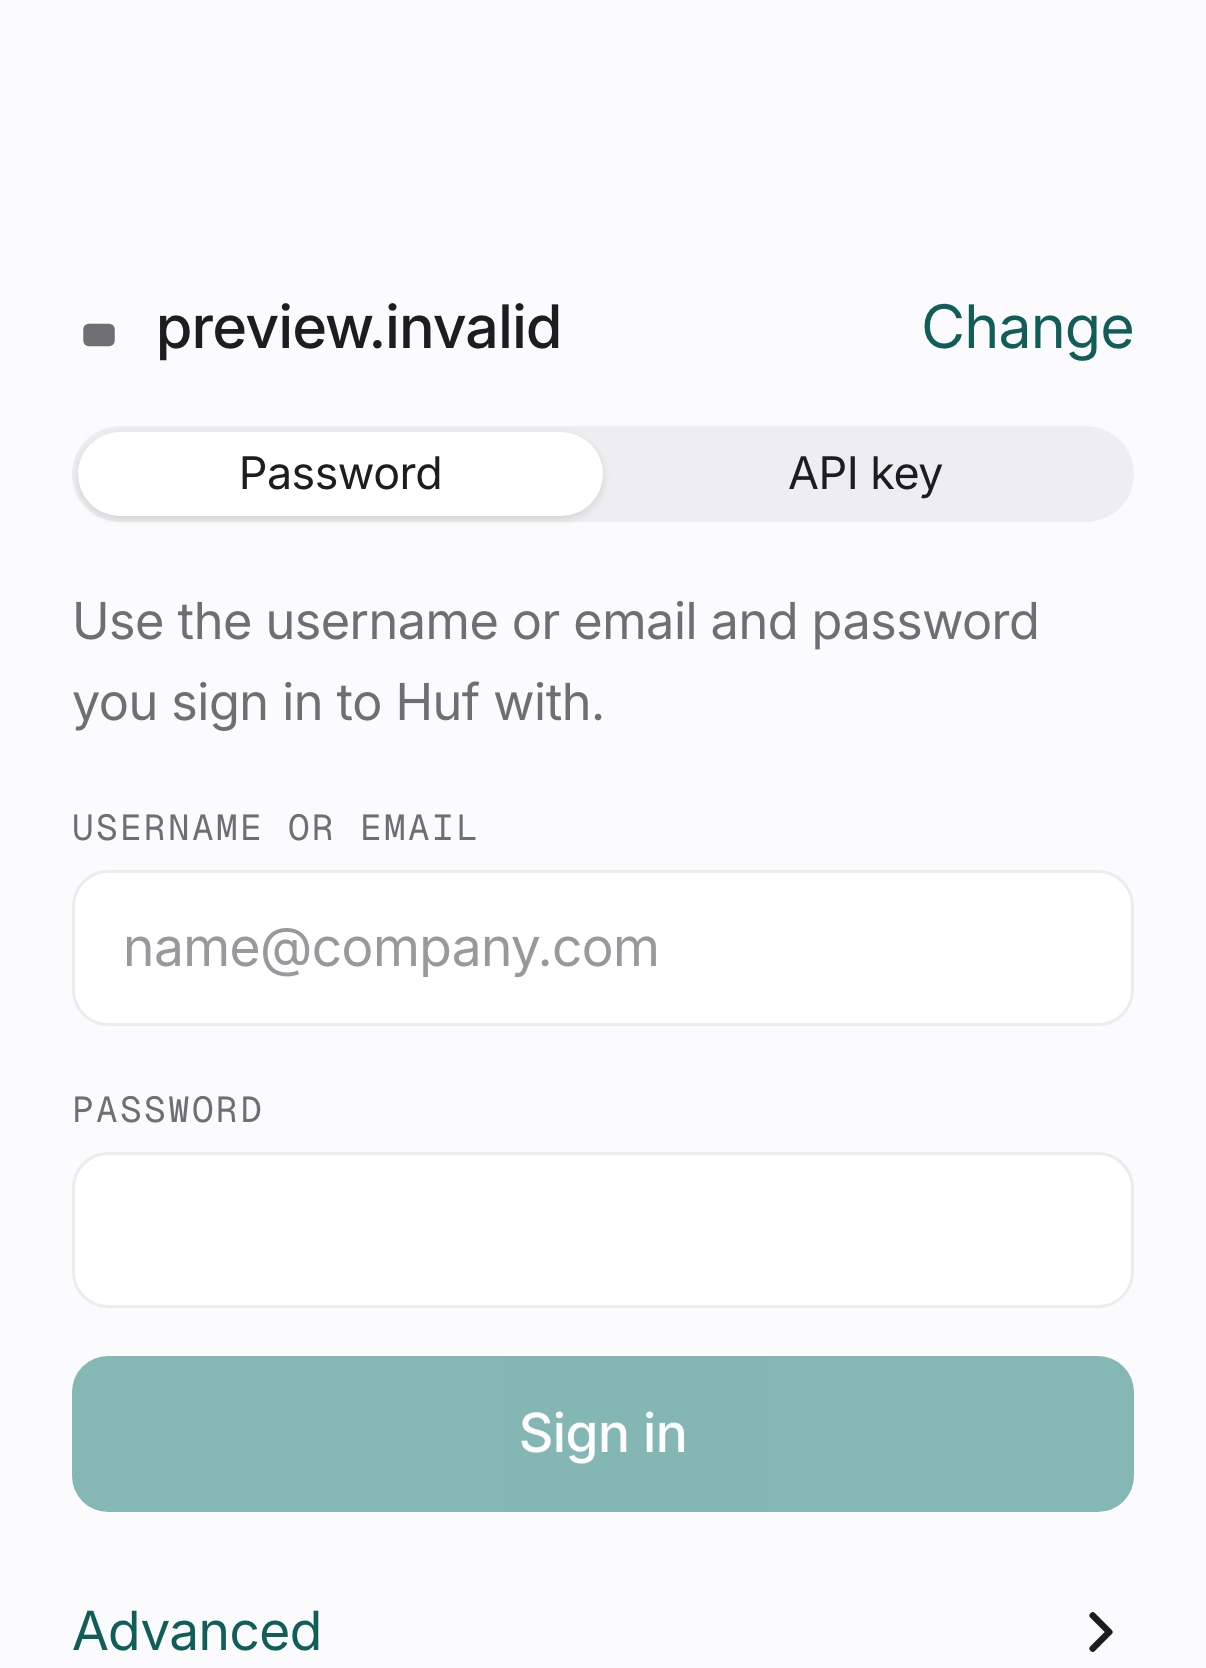 preview.invalid
Change
Password
API key
Use the username or email and password
you sign in to Huf with.
USERNAME OR EMAIL
name@company.com
PASSWORD
Sign in
Advanced